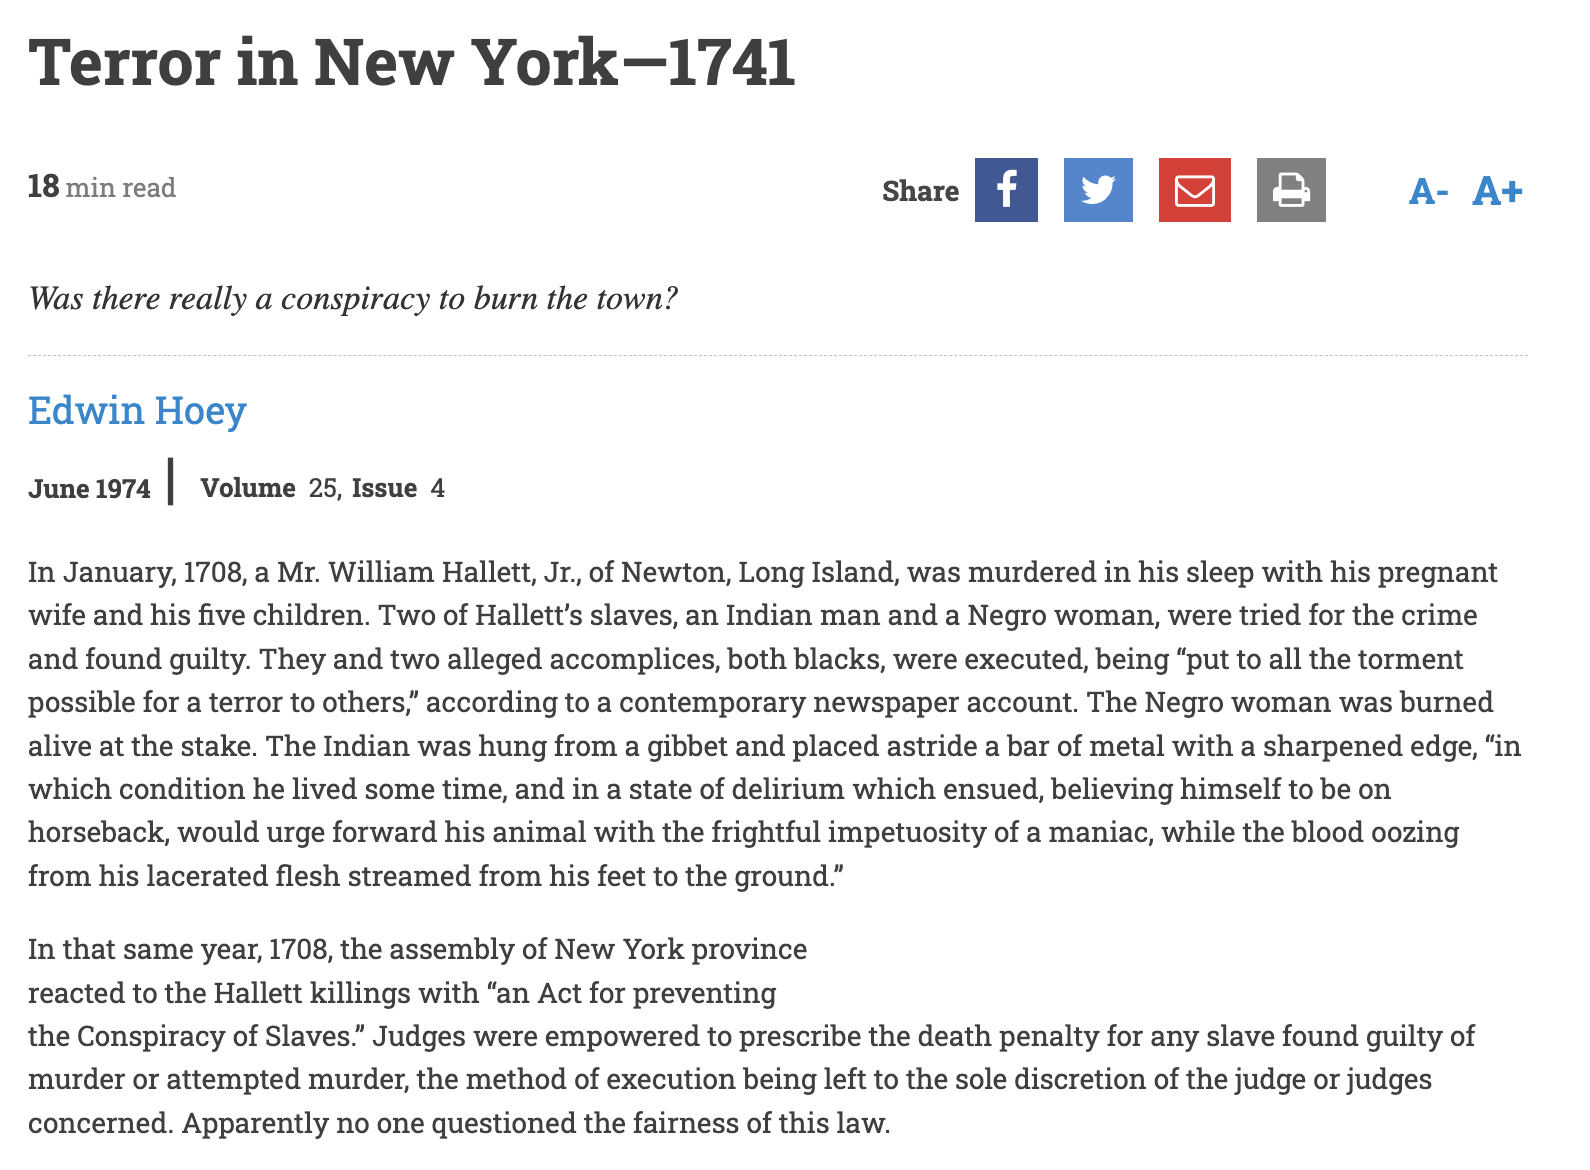 Terror in New York—1741
18 min read
Share
A- A+
Was there really a conspiracy to burn the town?
Edwin Hoey
June 1974 | Volume 25, Issue 4
In January, 1708, a Mr. William Hallett, Jr., of Newton, Long Island, was murdered in his sleep with his pregnant
wife and his five children. Two of Hallett’s slaves, an Indian man and a Negro woman, were tried for the crime
and found guilty. They and two alleged accomplices, both blacks, were executed, being “put to all the torment
possible for a terror to others,” according to a contemporary newspaper account. The Negro woman was burned
alive at the stake. The Indian was hung from a gibbet and placed astride a bar of metal with a sharpened edge, “in
which condition he lived some time, and in a state of delirium which ensued, believing himself to be on
horseback, would urge forward his animal with the frightful impetuosity of a maniac, while the blood oozing
from his lacerated flesh streamed from his feet to the ground.”
In that same year, 1708, the assembly of New York province
reacted to the Hallett killings with “an Act for preventing
the Conspiracy of Slaves.” Judges were empowered to prescribe the death penalty for any slave found guilty of
murder or attempted murder, the method of execution being left to the sole discretion of the judge or judges
concerned. Apparently no one questioned the fairness of this law.